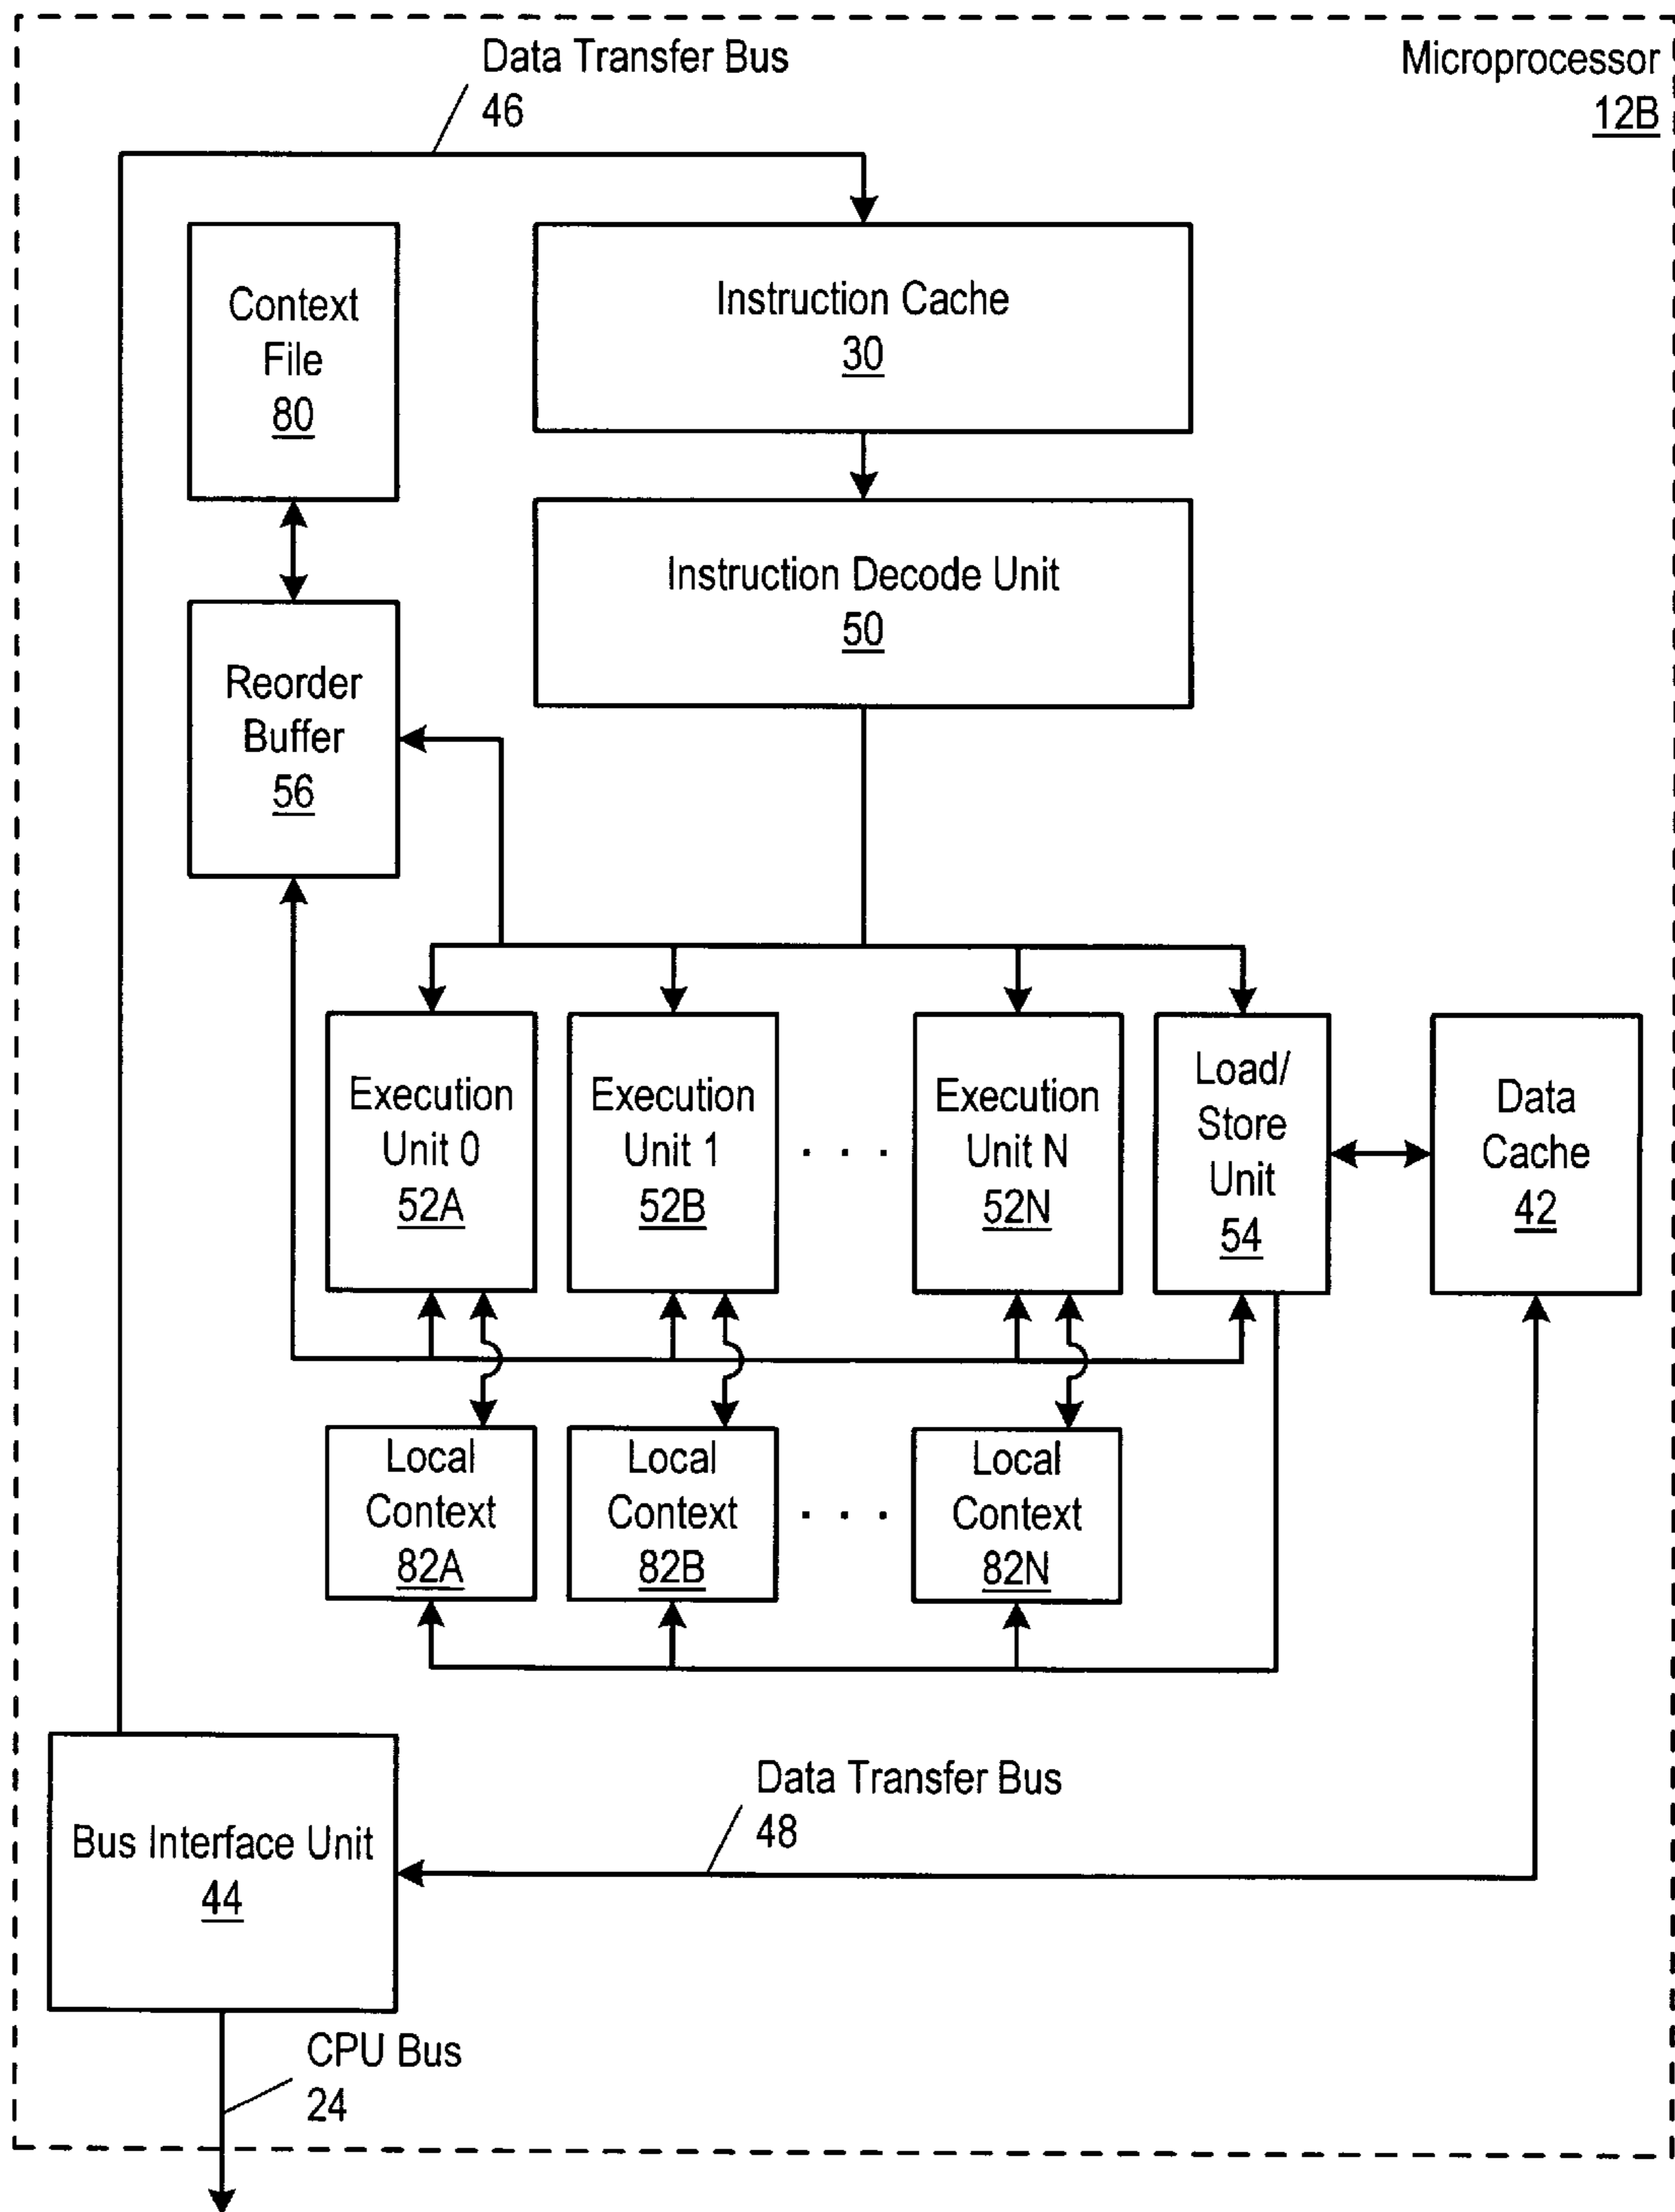 Data Transfer Bus
46
Microprocessor
12B
Context
File
80
Instruction Cache
30
Instruction Decode Unit
50
Reorder
Buffer
56
Execution
Unit 0
52A
Execution
Unit 1
52B
. . .
Execution
Unit N
52N
Load/
Store
Unit
54
Data
Cache
42
Local
Context
82A
Local
Context
82B
. . .
Local
Context
82N
Data Transfer Bus
48
Bus Interface Unit
44
CPU Bus
24